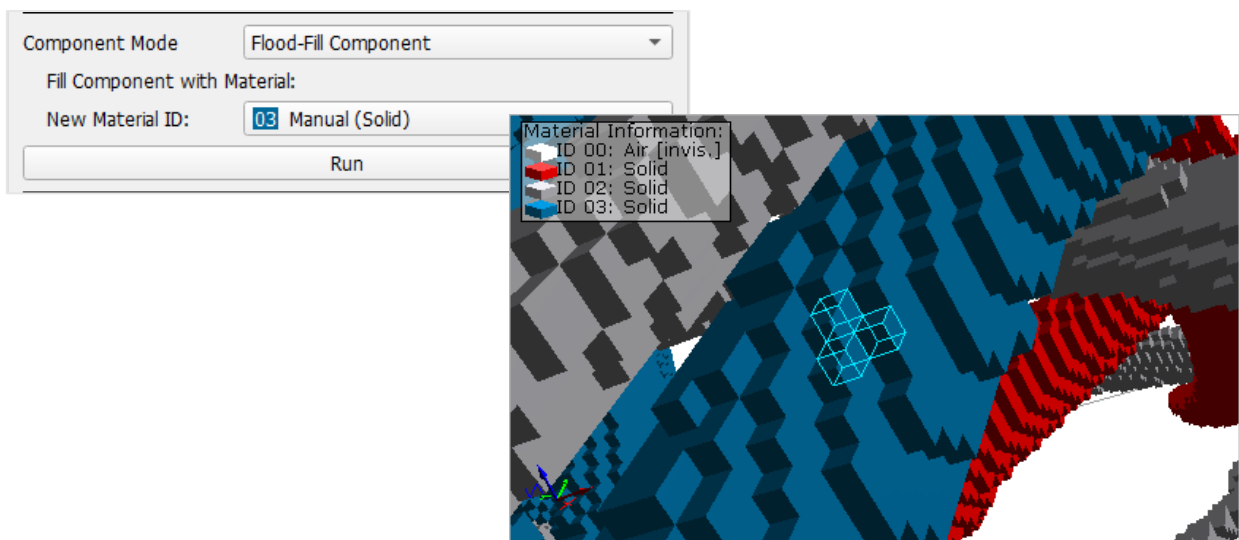 Component Mode Flood-Fill Component
Fill Component with Material:
New Material ID: 03 Manual (Solid)
Run
Material Information:
ID 00: Air [invis.]
ID 01: Solid
ID 02: Solid
ID 03: Solid